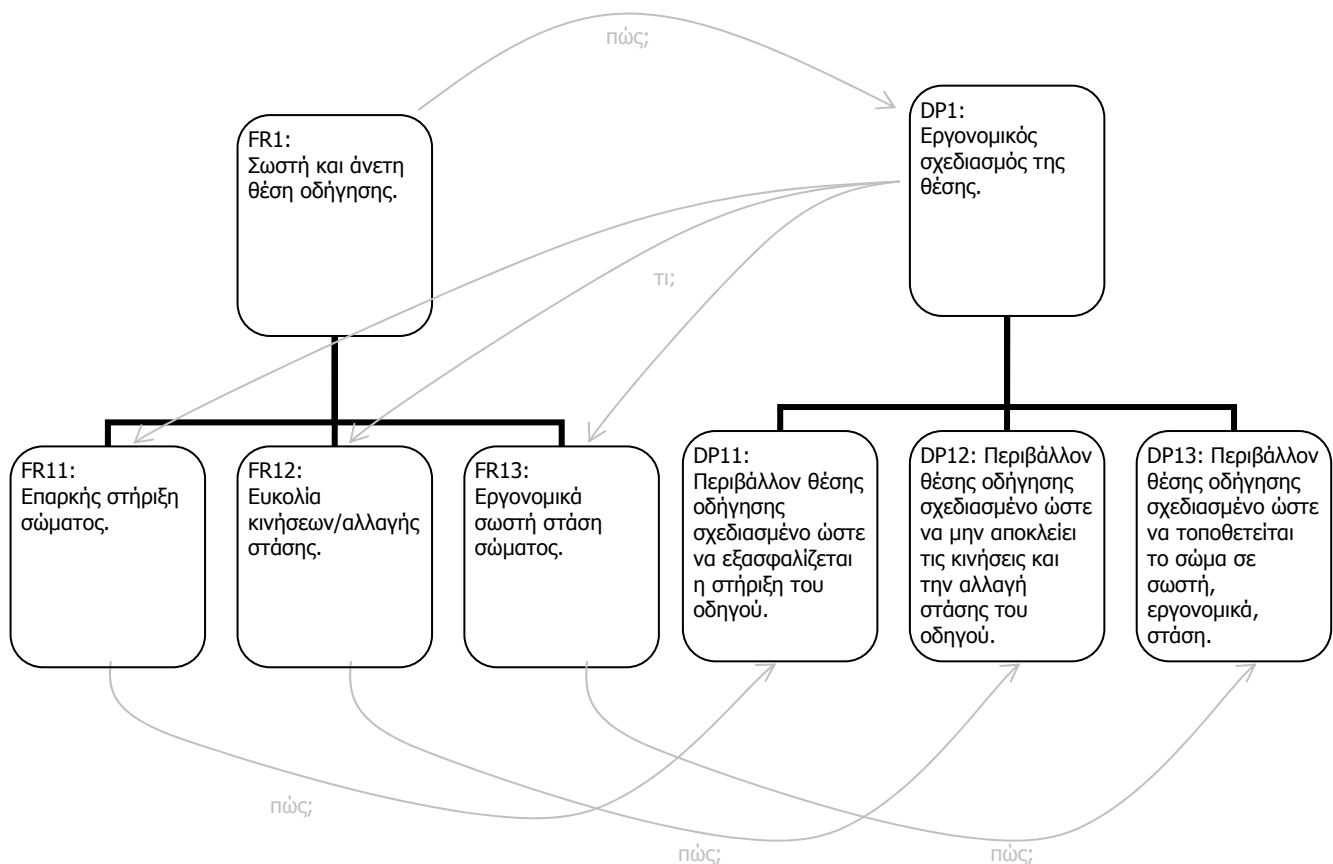 πώς;
FR1:
Σωστή και άνετη
θέση οδήγησης.
DP1:
Εργονομικός
σχεδιασμός της
θέσης.
τι;
FR11:
Επαρκής στήριξη
σώματος.
FR12:
Ευκολία
κινήσεων/αλλαγής
στάσης.
FR13:
Εργονομικά
σωστή στάση
σώματος.
DP11:
Περιβάλλον θέσης
οδήγησης
σχεδιασμένο ώστε
να εξασφαλίζεται
η στήριξη του
οδηγού.
DP12: Περιβάλλον
θέσης οδήγησης
σχεδιασμένο ώστε
να μην αποκλείει
τις κινήσεις και
την αλλαγή
στάσης του
οδηγού.
DP13: Περιβάλλον
θέσης οδήγησης
σχεδιασμένο ώστε
να τοποθετείται
το σώμα σε
σωστή,
εργονομικά,
στάση.
πώς;
πώς;
πώς;